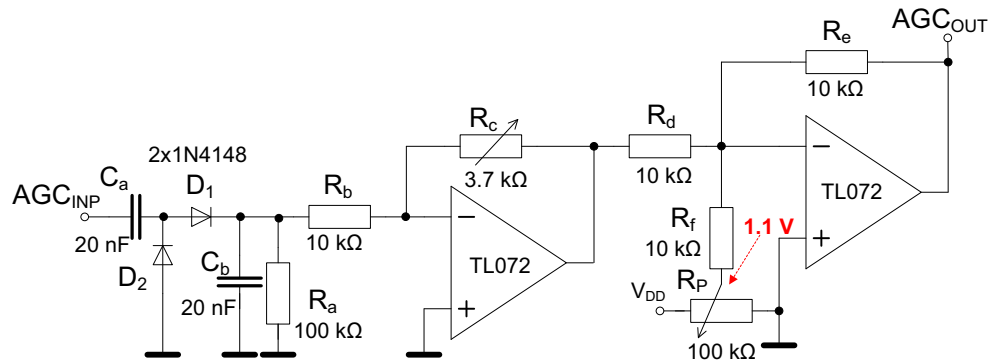 AGC_OUT
R_e
10 kΩ
R_c
3.7 kΩ
R_d
10 kΩ
2x1N4148
C_a
D_1
AGC_INP
20 nF
D_2
R_b
10 kΩ
−
+
TL072
−
+
TL072
R_f
10 kΩ
1.1 V
C_b
20 nF
R_a
100 kΩ
V_DD
R_P
100 kΩ